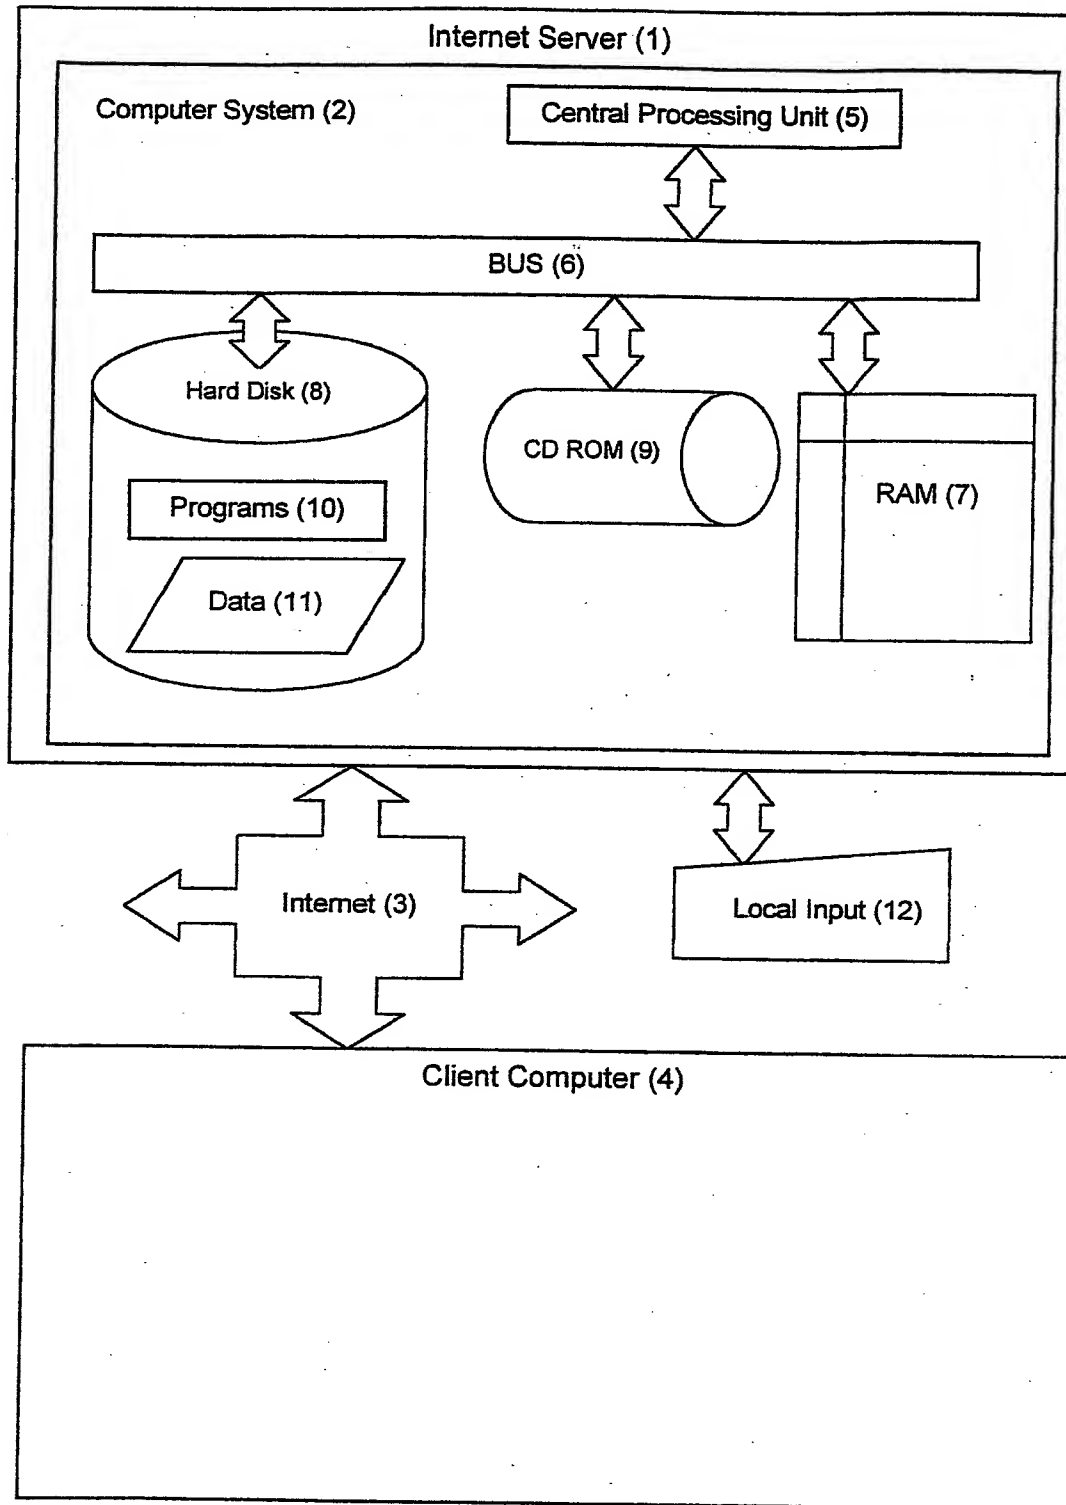 Internet Server (1)
Computer System (2)
Central Processing Unit (5)
BUS (6)
Hard Disk (8)
CD ROM (9)
RAM (7)
Programs (10)
Data (11)
Internet (3)
Local Input (12)
Client Computer (4)